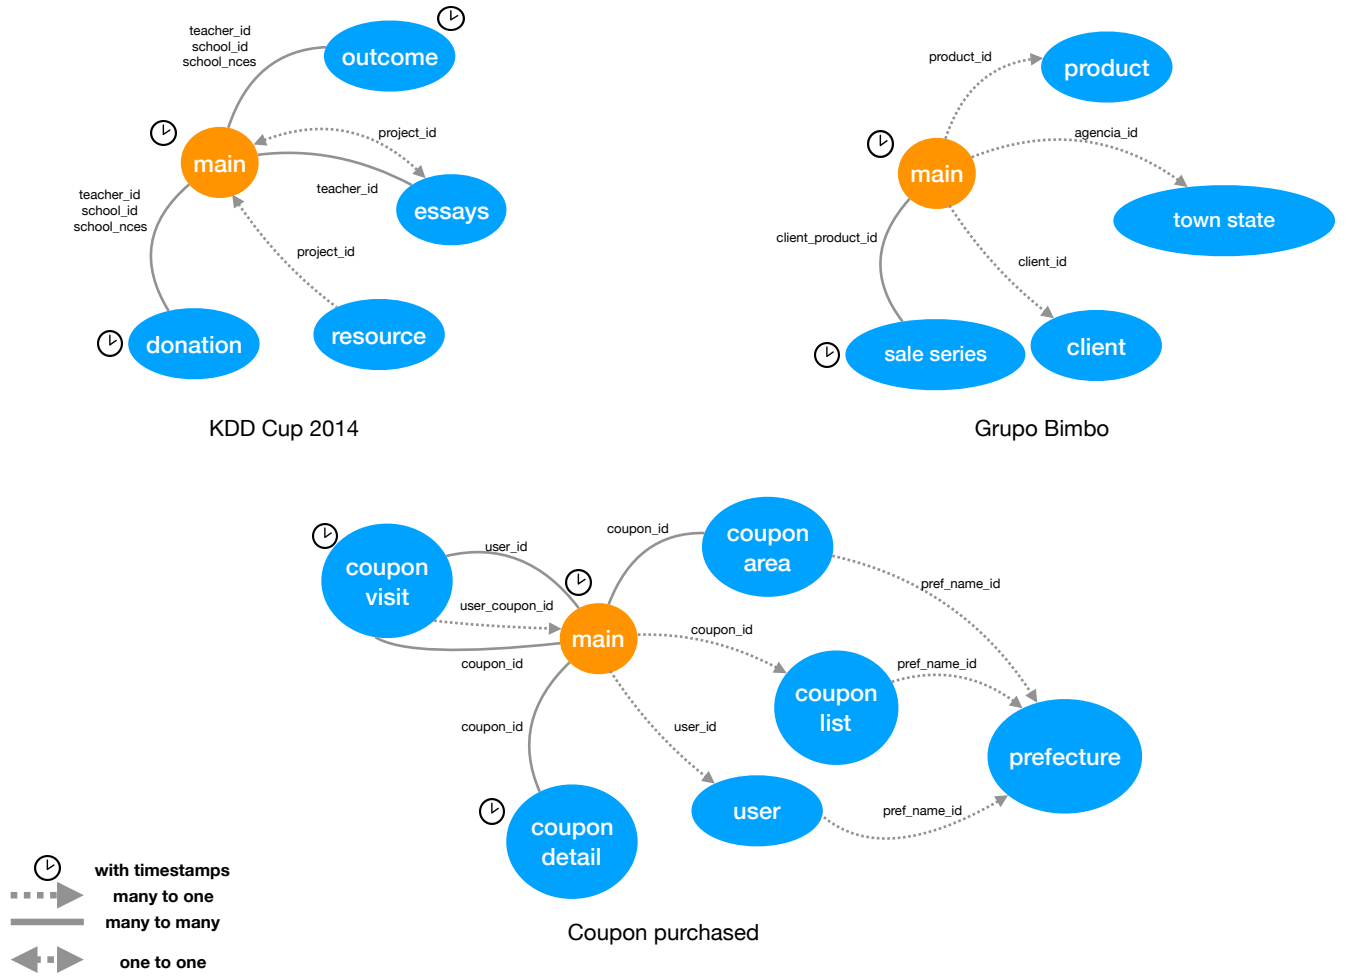 teacher_id
school_id
school_nces
outcome
main
project_id
teacher_id
essays
teacher_id
school_id
school_nces
project_id
donation
resource
KDD Cup 2014
product_id
product
agencia_id
main
town state
client_product_id
client_id
sale series
client
Grupo Bimbo
coupon
visit
user_id
user_coupon_id
coupon_id
main
coupon_id
coupon
area
pref_name_id
coupon_id
coupon
list
pref_name_id
coupon_id
user_id
prefecture
user
pref_name_id
coupon
detail
Coupon purchased
with timestamps
many to one
many to many
one to one